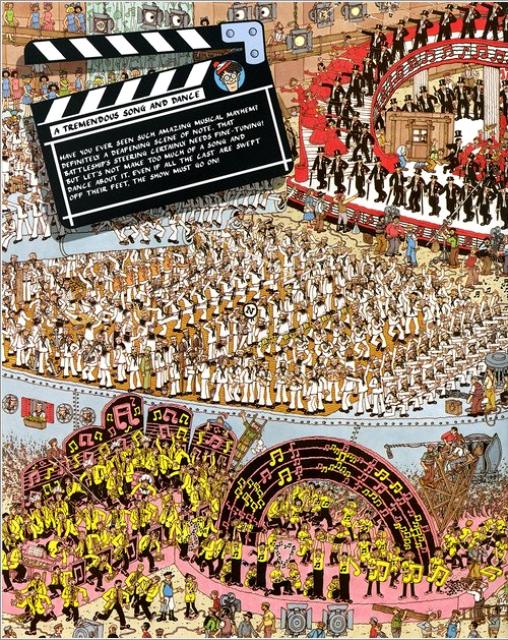 A TREMENDOUS SONG AND DANCE
HAVE YOU EVER SEEN SUCH AMAZING MUSICAL MAYHEM?
DEFINITELY A DEAFENING SCENE OF NOTE. THAT
BATTLESHIP'S STEERING CERTAINLY NEEDS FINE-TUNING!
BUT LET'S NOT MAKE TOO MUCH OF A SONG AND
DANCE ABOUT IT. EVEN IF ALL THE CAST ARE SWEPT
OFF THEIR FEET, THE SHOW MUST GO ON!